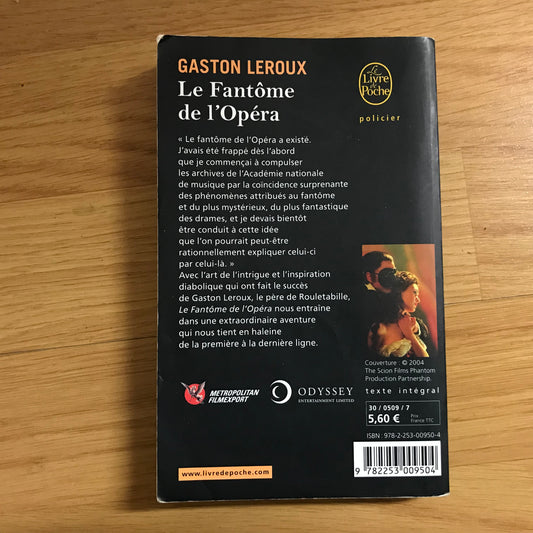 GASTON LEROUX
Le Fantôme
de l'Opéra
Le
Livre
de
Poche
policier
« Le fantôme de l'Opéra a existé.
J'avais été frappé dès l'abord
que je commençai à compulser
les archives de l'Académie nationale
de musique par la coïncidence surprenante
des phénomènes attribués au fantôme
et du plus mystérieux, du plus fantastique
des drames, et je devais bientôt
être conduit à cette idée
que l'on pourrait peut-être
rationnellement expliquer celui-ci
par celui-là. »
Avec l'art de l'intrigue et l'inspiration
diabolique qui ont fait le succès
de Gaston Leroux, le père de Rouletabille,
Le Fantôme de l'Opéra nous entraîne
dans une extraordinaire aventure
qui nous tient en haleine
de la première à la dernière ligne.
Couverture : © 2004
The Scion Films Phantom
Production Partnership.
texte intégral
METROPOLITAN
FILMEXPORT
ODYSSEY
ENTERTAINMENT LIMITED
30 / 0509 / 7
5,60 € Prix
France TTC
ISBN : 978-2-253-00950-4
9 782253 009504
www.livredepoche.com